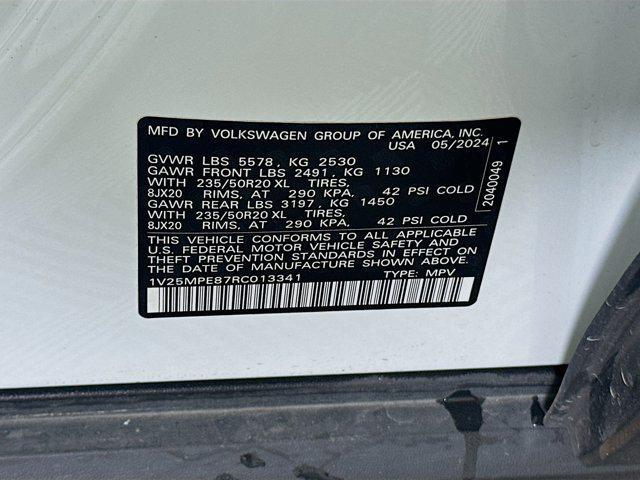 MFD BY VOLKSWAGEN GROUP OF AMERICA, INC.
USA 05/2024
GVWR LBS 5578, KG 2530
GAWR FRONT LBS 2491, KG 1130
WITH 235/50R20 XL TIRES,
8JX20 RIMS, AT 290 KPA, 42 PSI COLD
GAWR REAR LBS 3197, KG 1450
WITH 235/50R20 XL TIRES,
8JX20 RIMS, AT 290 KPA, 42 PSI COLD
THIS VEHICLE CONFORMS TO ALL APPLICABLE
U.S. FEDERAL MOTOR VEHICLE SAFETY AND
THEFT PREVENTION STANDARDS IN EFFECT ON
THE DATE OF MANUFACTURE SHOWN ABOVE.
1V25MPE87RC013341 TYPE: MPV
2040049 1